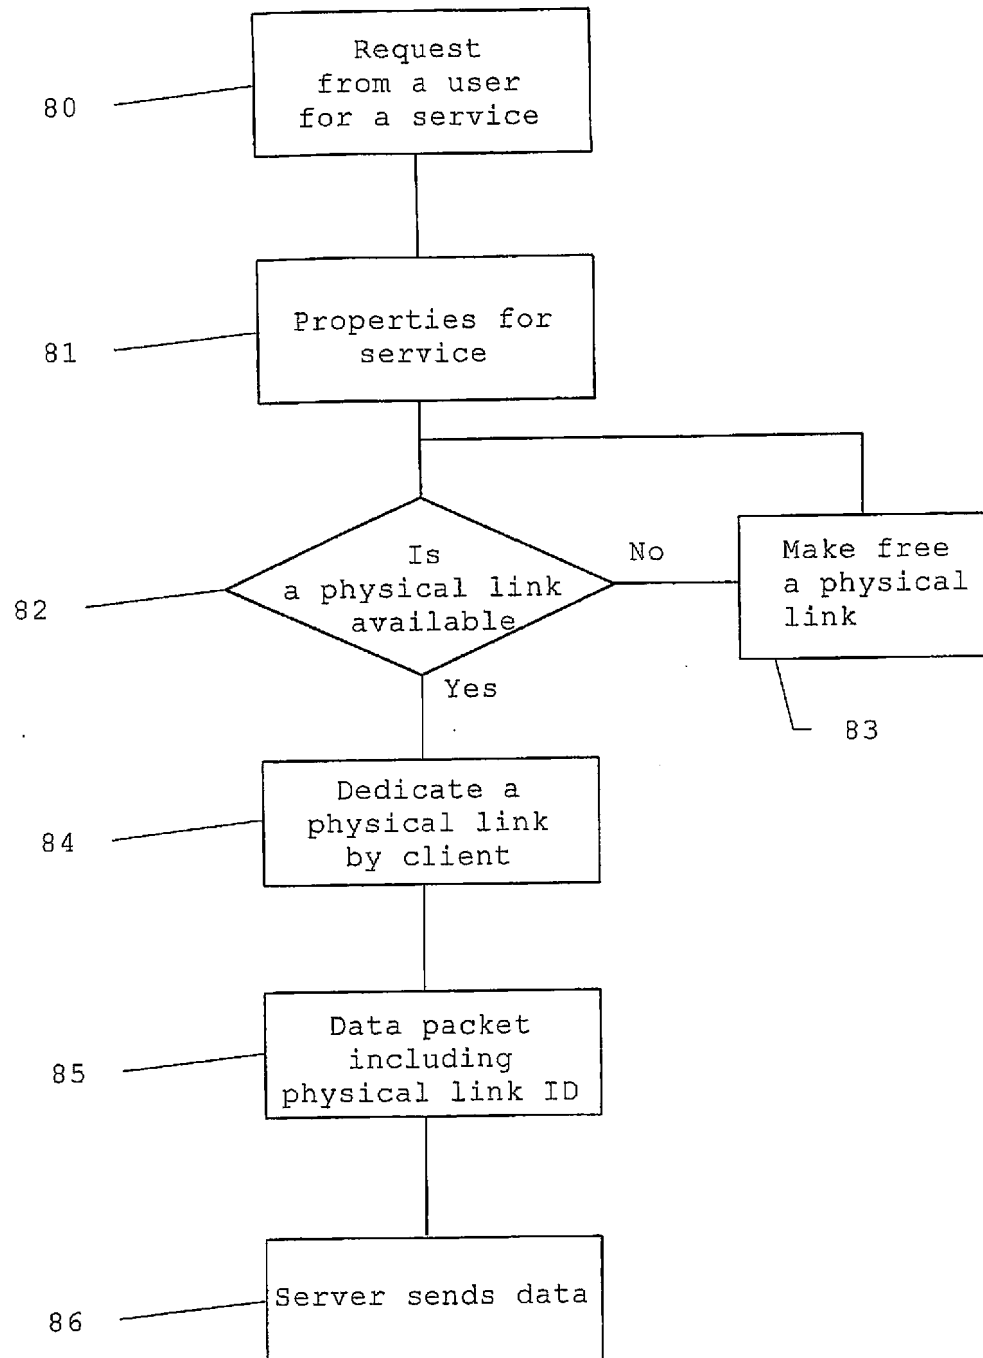 Request
from a user
for a service
80
Properties for
service
81
Is
a physical link
available
82
No
Make free
a physical
link
83
Yes
Dedicate a
physical link
by client
84
Data packet
including
physical link ID
85
Server sends data
86